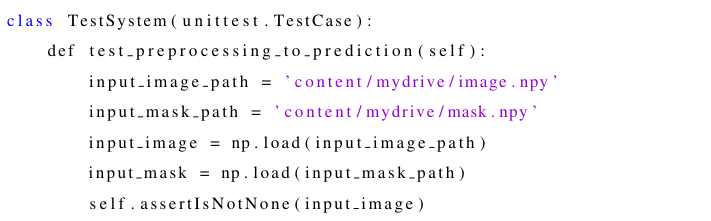 class TestSystem(unittest.TestCase):
    def test_preprocessing_to_prediction(self):
        input_image_path = 'content/mydrive/image.npy'
        input_mask_path = 'content/mydrive/mask.npy'
        input_image = np.load(input_image_path)
        input_mask = np.load(input_mask_path)
        self.assertIsNotNone(input_image)